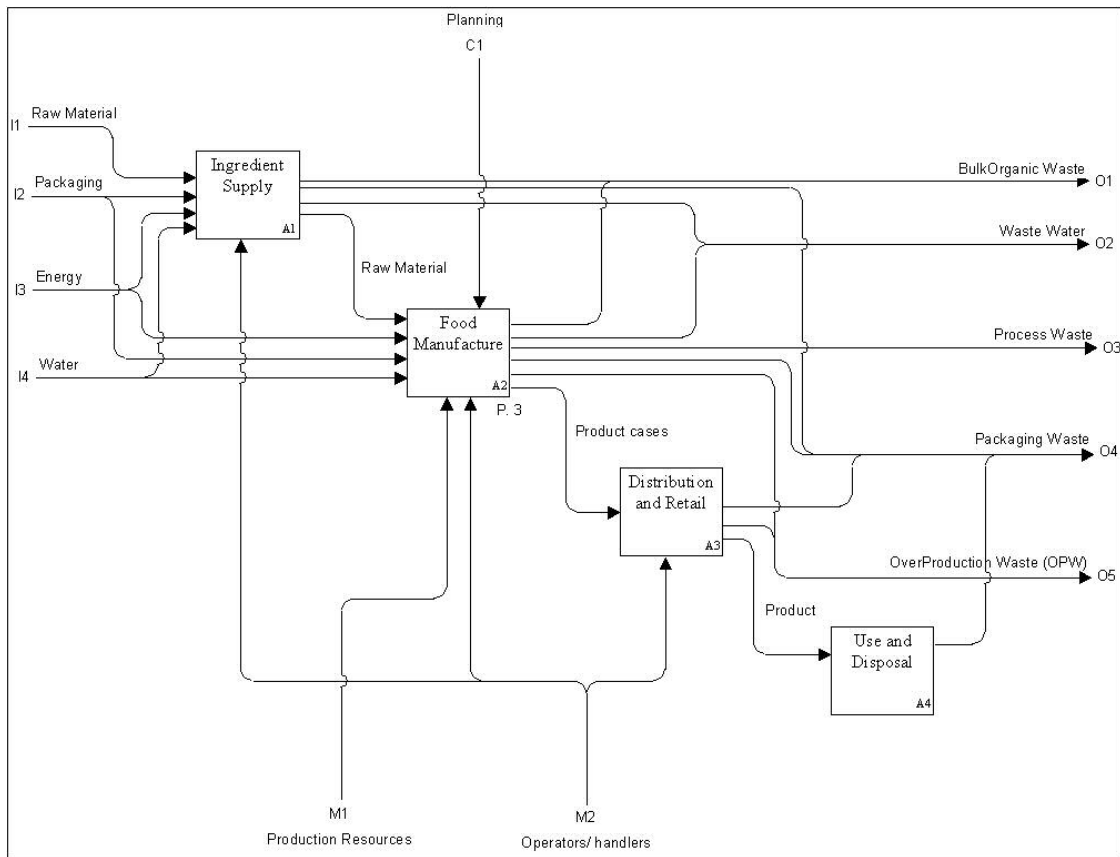 Planning
C1
Raw Material
I1
Ingredient
Supply
A1
Packaging
I2
BulkOrganic Waste
O1
Waste Water
O2
Energy
I3
Raw Material
Food
Manufacture
A2
P. 3
Process Waste
O3
Water
I4
Product cases
Packaging Waste
O4
Distribution
and Retail
A3
OverProduction Waste (OPW)
O5
Product
Use and
Disposal
A4
M1
Production Resources
M2
Operators/ handlers